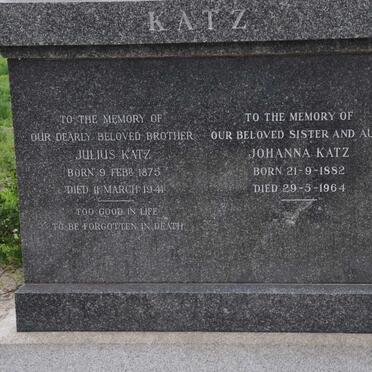 KATZ
TO THE MEMORY OF
OUR DEARLY BELOVED BROTHER
JULIUS KATZ
BORN 9 FEBR 1875
DIED 11 MARCH 1941
TOO GOOD IN LIFE
TO BE FORGOTTEN IN DEATH
TO THE MEMORY OF
OUR BELOVED SISTER AND AU
JOHANNA KATZ
BORN 21-9-1882
DIED 29-5-1964